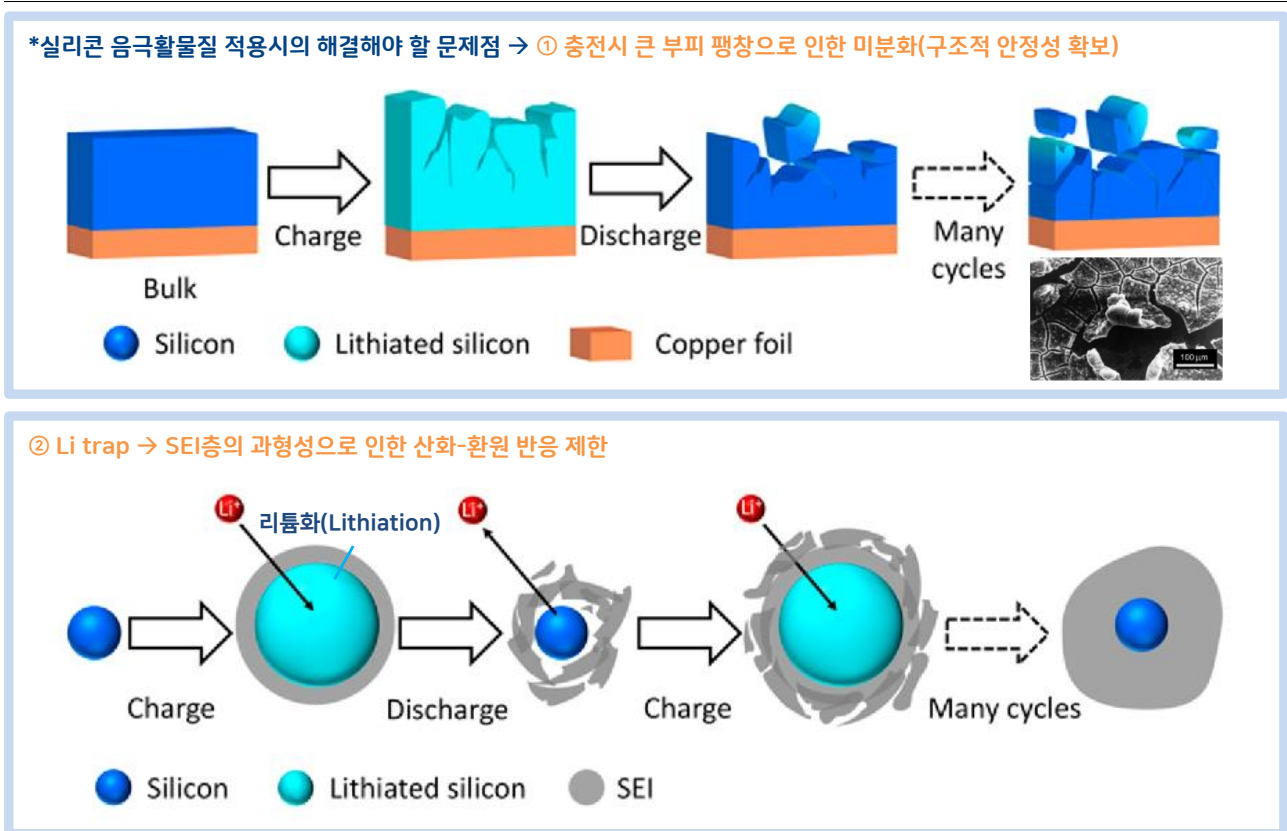 *실리콘 음극활물질 적용시의 해결해야 할 문제점 → ① 충전시 큰 부피 팽창으로 인한 미분화(구조적 안정성 확보)
Charge
Discharge
Many
cycles
Bulk
100 μm
Silicon
Lithiated silicon
Copper foil
② Li trap → SEI층의 과형성으로 인한 산화-환원 반응 제한
Li⁺
리튬화(Lithiation)
Li⁺
Li⁺
Charge
Discharge
Charge
Many cycles
Silicon
Lithiated silicon
SEI